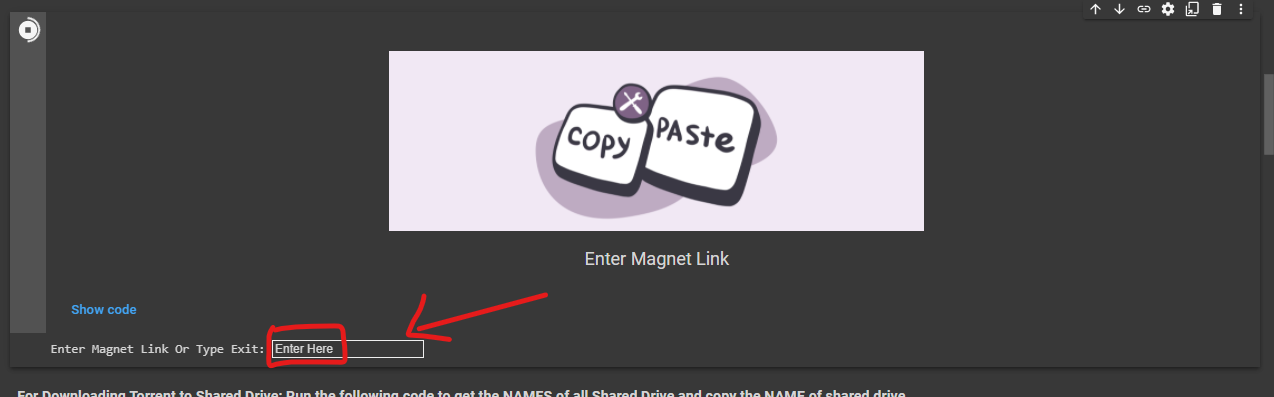 COPY PASTe
Enter Magnet Link
Show code
Enter Magnet Link Or Type Exit: Enter Here
For Downloading Torrent to Shared Drive: Run the following code to get the NAMES of all Shared Drive and copy the NAME of shared drive